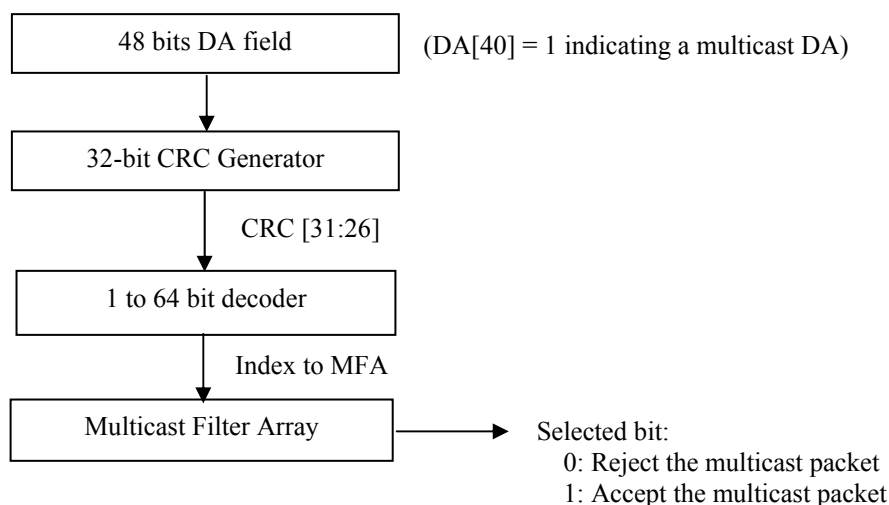 48 bits DA field
(DA[40] = 1 indicating a multicast DA)
32-bit CRC Generator
CRC [31:26]
1 to 64 bit decoder
Index to MFA
Multicast Filter Array
Selected bit:
0: Reject the multicast packet
1: Accept the multicast packet